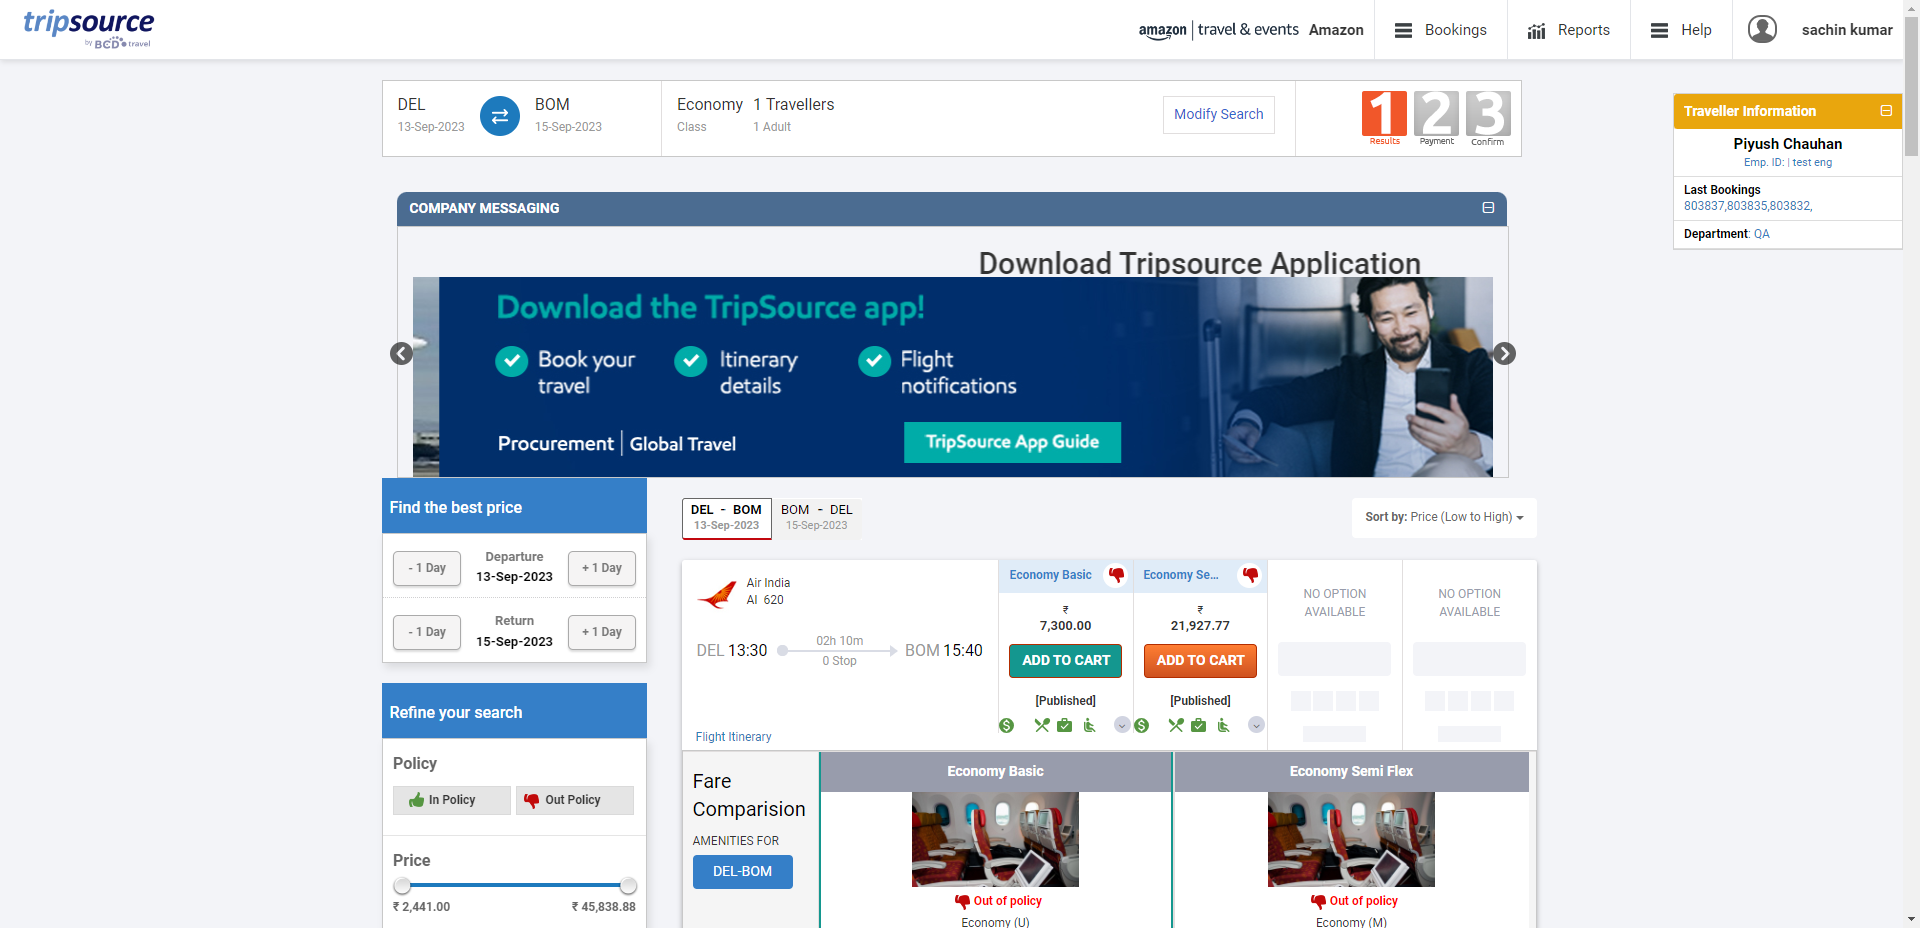 tripsource
by BCD travel
amazon | travel & events Amazon
Bookings
Reports
Help
sachin kumar
DEL
13-Sep-2023
BOM
15-Sep-2023
Economy
Class
1 Travellers
1 Adult
Modify Search
1
Results
2
Payment
3
Confirm
Traveller Information
Piyush Chauhan
Emp. ID: | test eng
Last Bookings
803837,803835,803832,
Department: QA
COMPANY MESSAGING
Download Tripsource Application
Download the TripSource app!
Book your
travel
Itinerary
details
Flight
notifications
Procurement | Global Travel
TripSource App Guide
Find the best price
- 1 Day
Departure
13-Sep-2023
+ 1 Day
- 1 Day
Return
15-Sep-2023
+ 1 Day
Refine your search
Policy
In Policy
Out Policy
Price
₹ 2,441.00
₹ 45,838.88
DEL - BOM
13-Sep-2023
BOM - DEL
15-Sep-2023
Sort by: Price (Low to High)
Air India
AI 620
DEL 13:30
02h 10m
0 Stop
BOM 15:40
Flight Itinerary
Economy Basic
₹
7,300.00
ADD TO CART
[Published]
Economy Se...
₹
21,927.77
ADD TO CART
[Published]
NO OPTION
AVAILABLE
NO OPTION
AVAILABLE
Fare
Comparision
AMENITIES FOR
DEL-BOM
Economy Basic
Out of policy
Economy (U)
Economy Semi Flex
Out of policy
Economy (M)